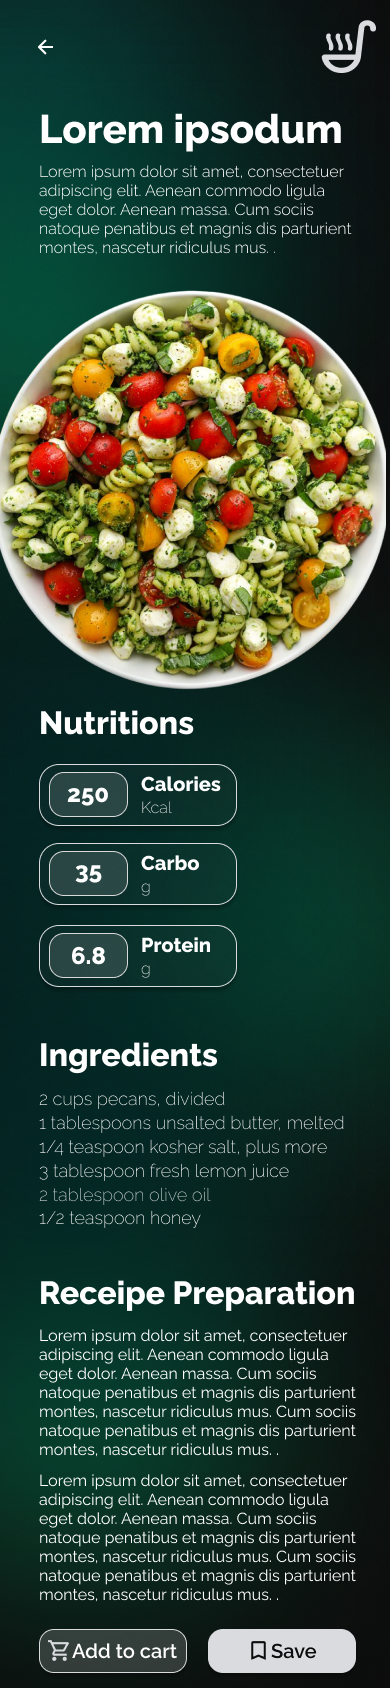 Lorem ipsodum
Lorem ipsum dolor sit amet, consectetuer
adipiscing elit. Aenean commodo ligula
eget dolor. Aenean massa. Cum sociis
natoque penatibus et magnis dis parturient
montes, nascetur ridiculus mus. .
Nutritions
250 Calories
Kcal
35 Carbo
g
6.8 Protein
g
Ingredients
2 cups pecans, divided
1 tablespoons unsalted butter, melted
1/4 teaspoon kosher salt, plus more
3 tablespoon fresh lemon juice
2 tablespoon olive oil
1/2 teaspoon honey
Receipe Preparation
Lorem ipsum dolor sit amet, consectetuer
adipiscing elit. Aenean commodo ligula
eget dolor. Aenean massa. Cum sociis
natoque penatibus et magnis dis parturient
montes, nascetur ridiculus mus. Cum sociis
natoque penatibus et magnis dis parturient
montes, nascetur ridiculus mus. .
Lorem ipsum dolor sit amet, consectetuer
adipiscing elit. Aenean commodo ligula
eget dolor. Aenean massa. Cum sociis
natoque penatibus et magnis dis parturient
montes, nascetur ridiculus mus. Cum sociis
natoque penatibus et magnis dis parturient
montes, nascetur ridiculus mus. .
Add to cart
Save